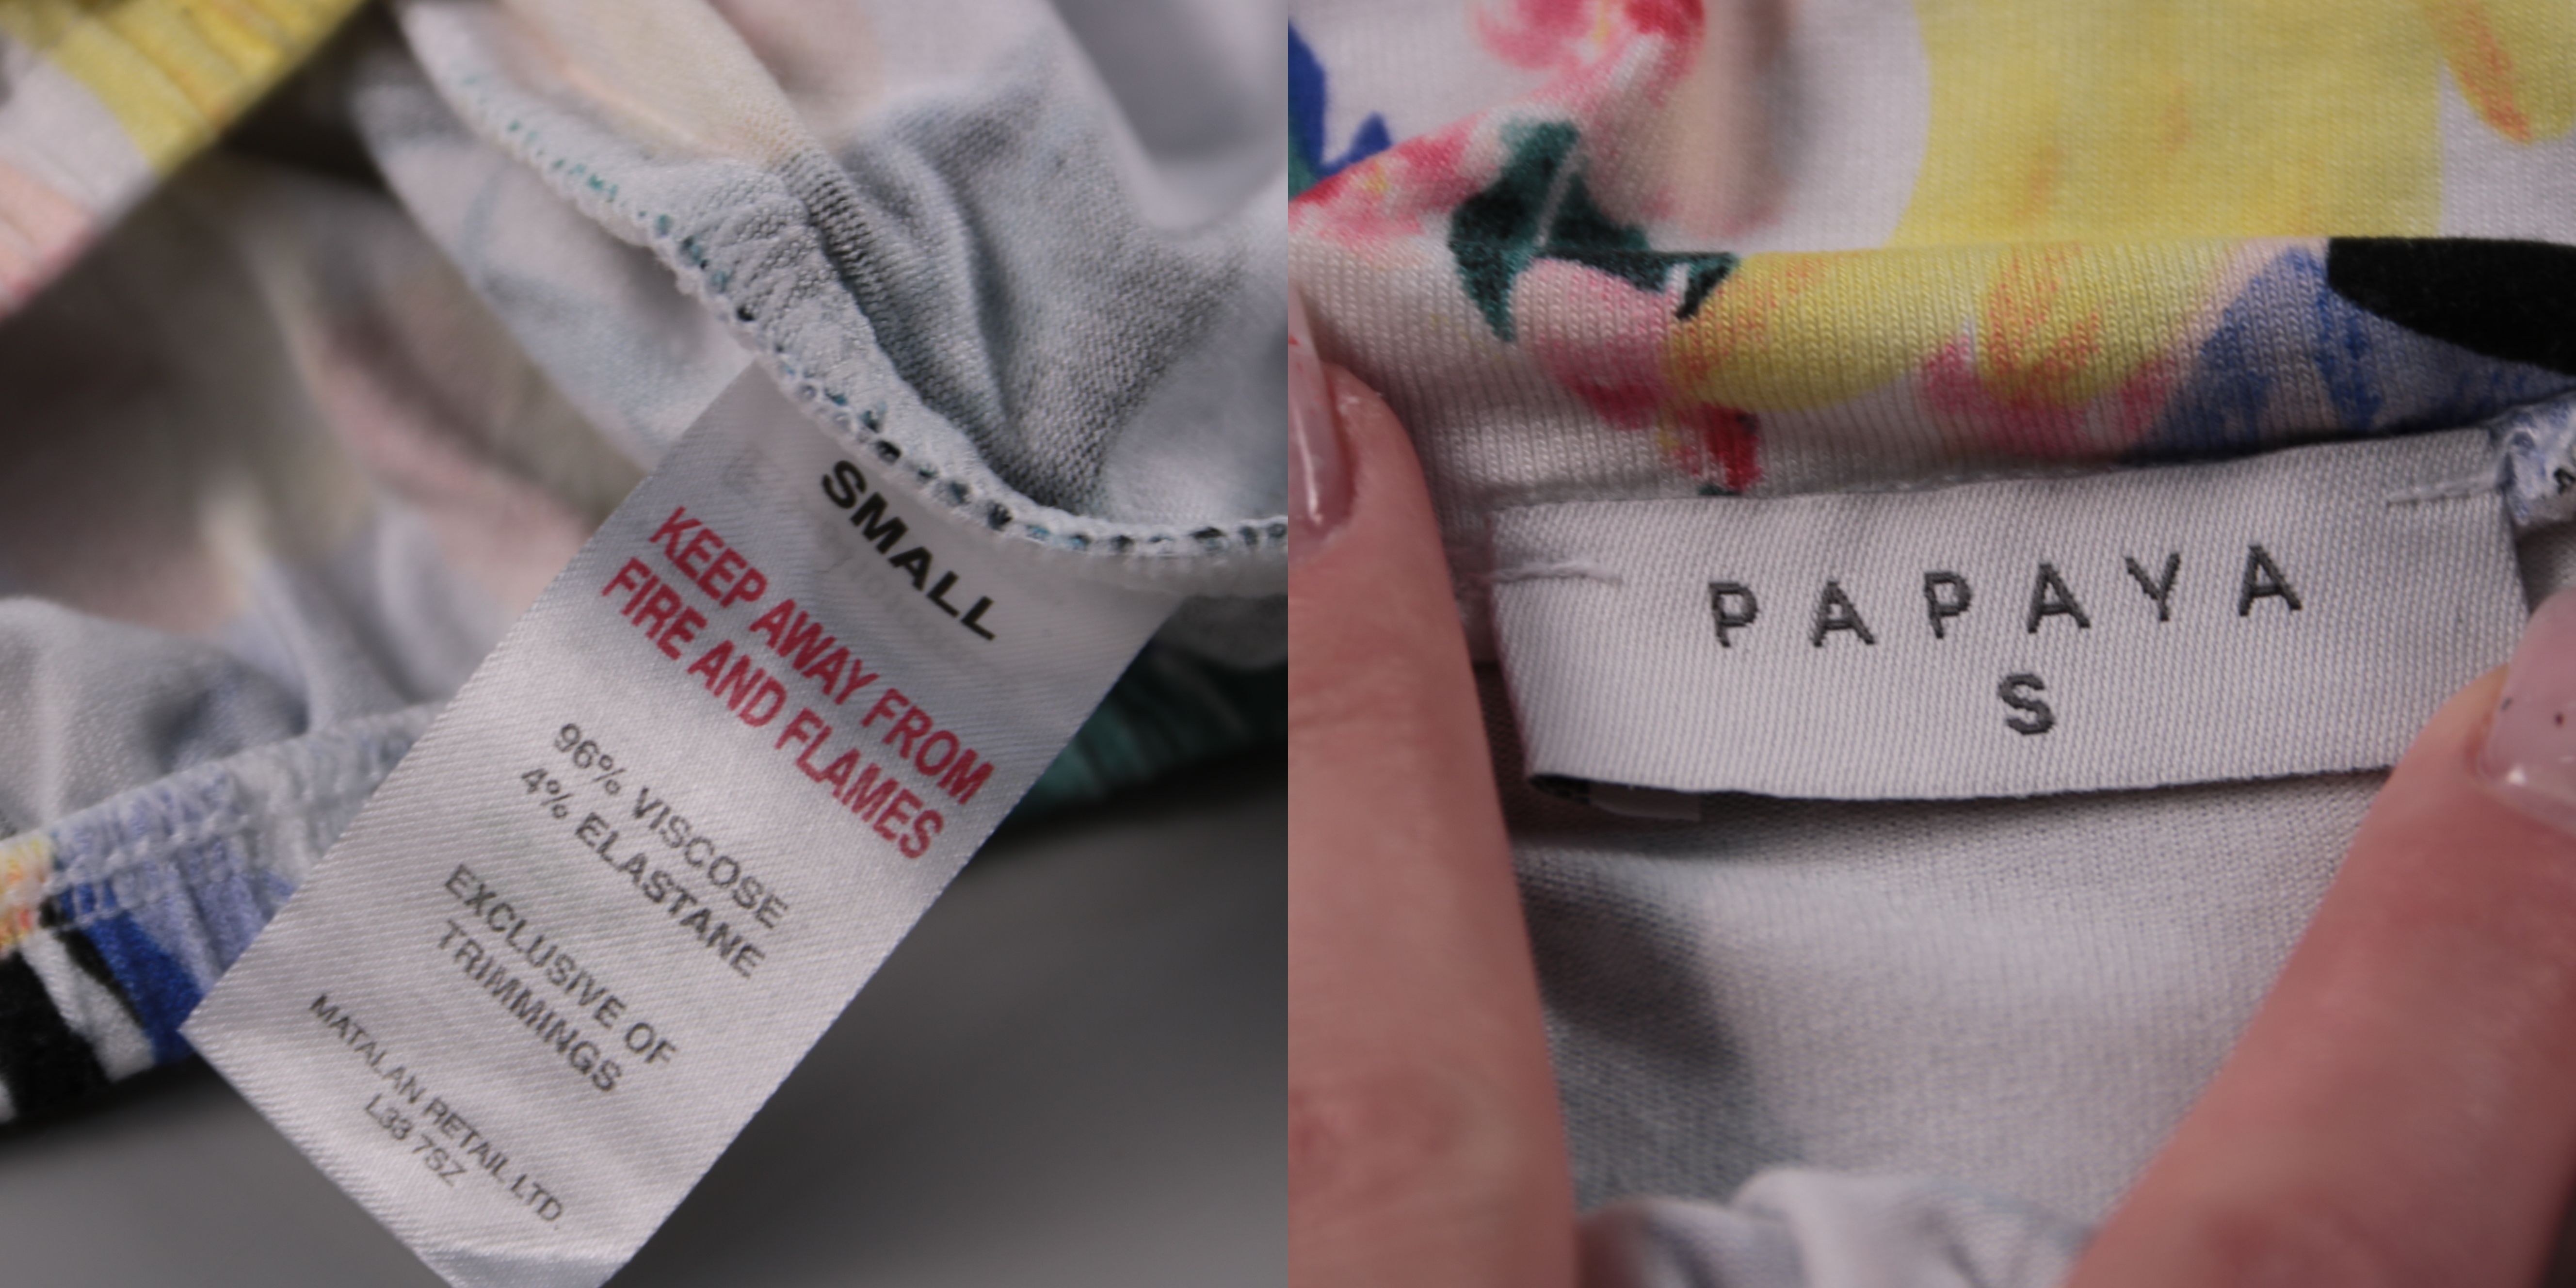 SMALL
KEEP AWAY FROM
FIRE AND FLAMES
96% VISCOSE
4% ELASTANE
EXCLUSIVE OF
TRIMMINGS
MATALAN RETAIL LTD.
L33 7SZ
PAPAYA
S